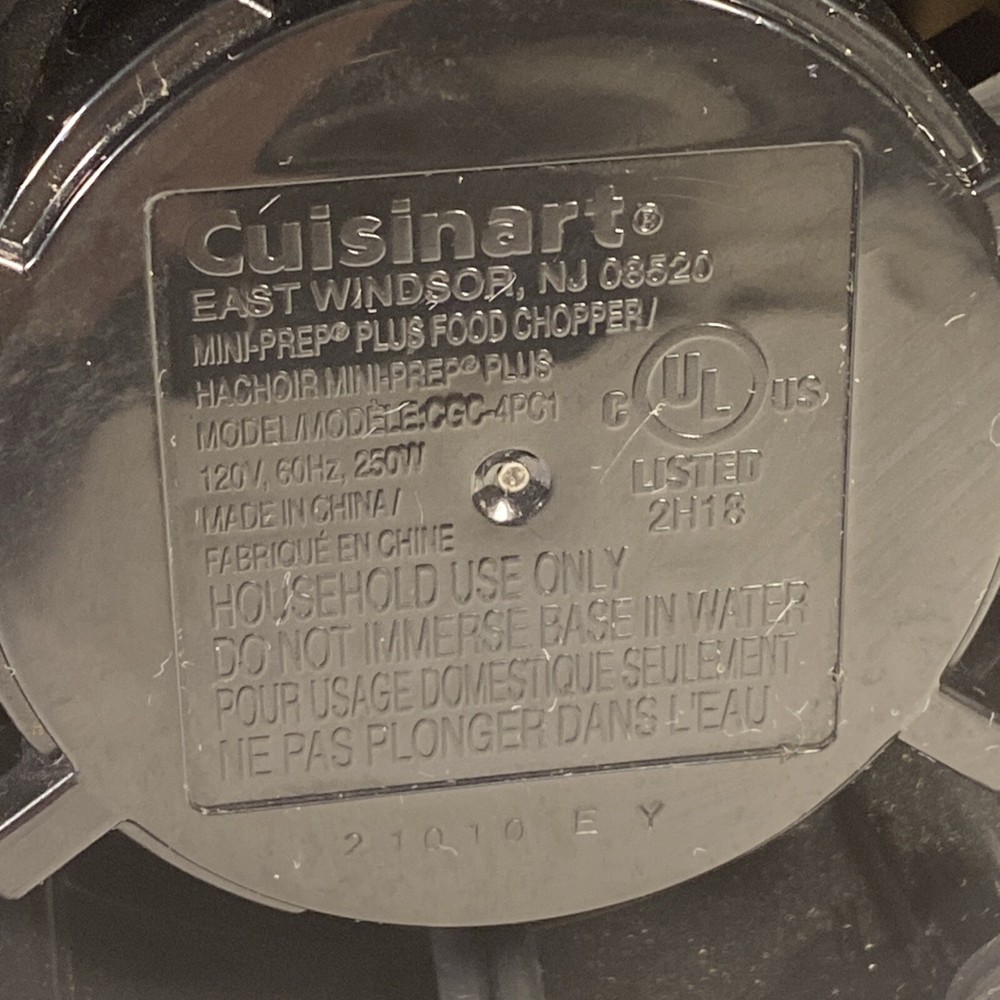 Cuisinart®
EAST WINDSOR, NJ 08520
MINI-PREP® PLUS FOOD CHOPPER/
HACHOIR MINI-PREP® PLUS
MODEL/MODÈLE:CGC-4PC1
120V, 60Hz, 250W
MADE IN CHINA/
FABRIQUÉ EN CHINE
C UL US
LISTED
2H18
HOUSEHOLD USE ONLY
DO NOT IMMERSE BASE IN WATER
POUR USAGE DOMESTIQUE SEULEMENT
NE PAS PLONGER DANS L'EAU
21010 E Y